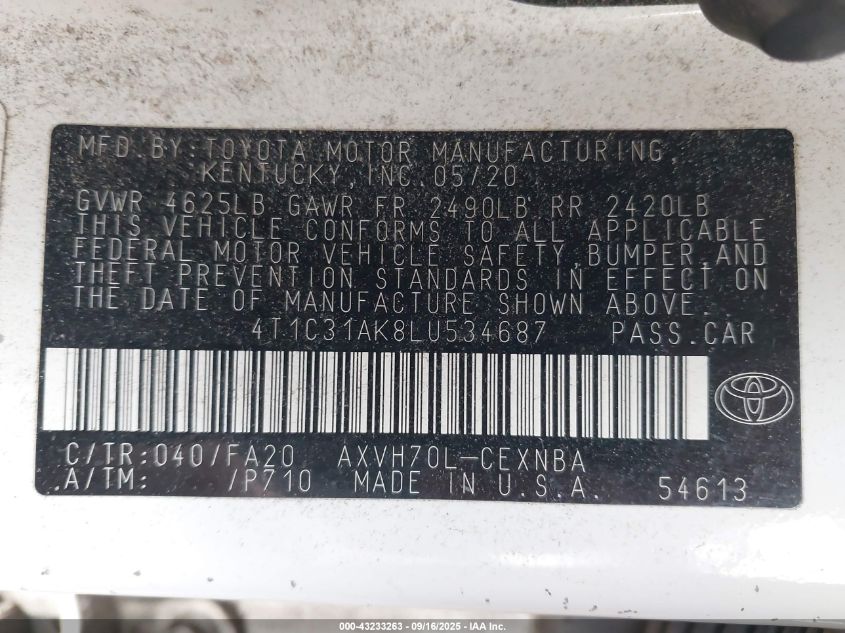 MFD BY:TOYOTA MOTOR MANUFACTURING,
KENTUCKY,INC.05/20
GVWR 4625LB GAWR FR 2490LB RR 2420LB
THIS VEHICLE CONFORMS TO ALL APPLICABLE
FEDERAL MOTOR VEHICLE SAFETY,BUMPER,AND
THEFT PREVENTION STANDARDS IN EFFECT ON
THE DATE OF MANUFACTURE SHOWN ABOVE.
4T1C31AK8LU534687 PASS.CAR
C/TR:040/FA20 AXVH70L-CEXNBA
A/TM: /P710 MADE IN U.S.A. 54613
000-43233263 - 09/16/2025 - IAA Inc.